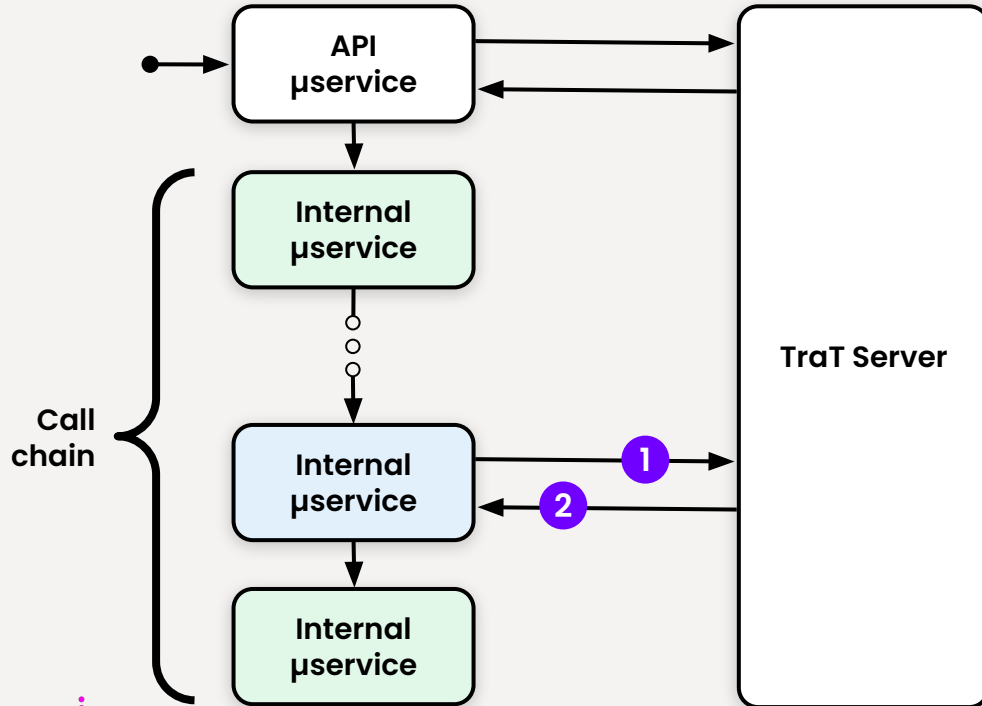 API
µservice
Internal
µservice
TraT Server
Call
chain
Internal
µservice
1
2
Internal
µservice